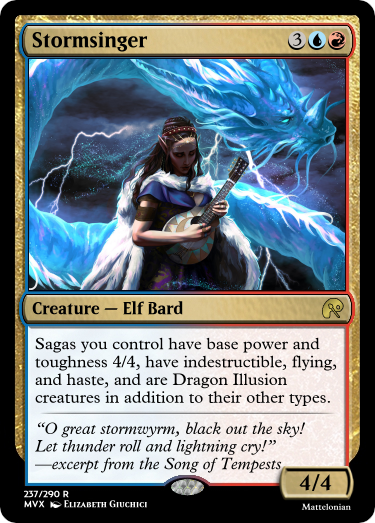 Stormsinger 3
Creature — Elf Bard
Sagas you control have base power and
toughness 4/4, have indestructible, flying,
and haste, and are Dragon Illusion
creatures in addition to their other types.
“O great stormwyrm, black out the sky!
Let thunder roll and lightning cry!”
—excerpt from the Song of Tempests
4/4
237/290 R
MVX Elizabeth Giuchici
Mattelonian